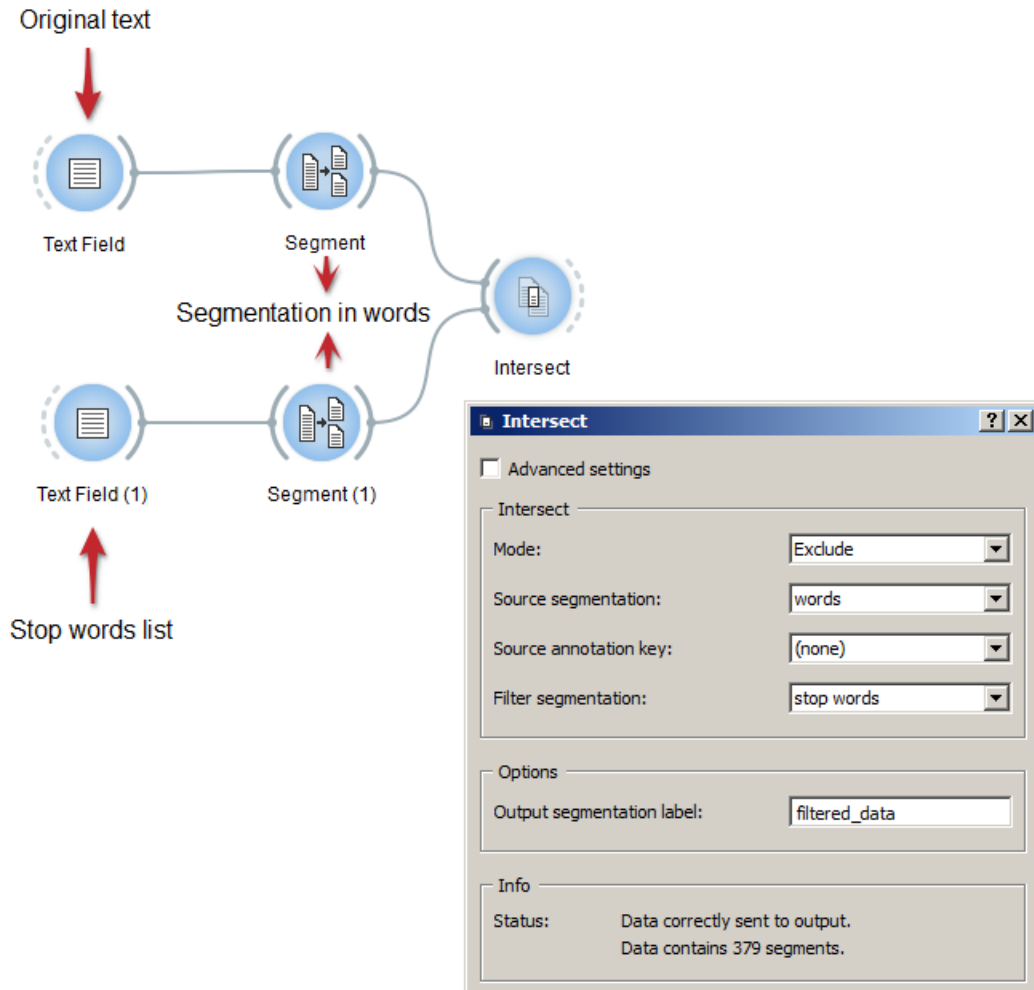 Original text
Text Field
Segment
Segmentation in words
Intersect
Text Field (1)
Segment (1)
Stop words list
Intersect
Advanced settings
Intersect
Mode: Exclude
Source segmentation: words
Source annotation key: (none)
Filter segmentation: stop words
Options
Output segmentation label: filtered_data
Info
Status: Data correctly sent to output.
Data contains 379 segments.